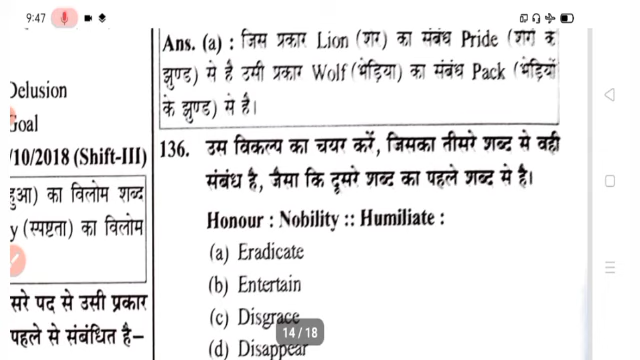 9:47
Delusion
Goal
/10/2018 (Shift-III)
हुआ) का विलोम शब्द
y (स्पष्टता) का विलोम
सरे पद से उसी प्रकार
पहले से संबंधित है–
Ans. (a) : जिस प्रकार Lion (शेर) का संबंध Pride (शेरों के
झुण्ड) से है उसी प्रकार Wolf (भेड़िया) का संबंध Pack (भेड़ियों
के झुण्ड) से है।
136. उस विकल्प का चयर करें, जिसका तीसरे शब्द से वही
संबंध है, जैसा कि दूसरे शब्द का पहले शब्द से है।
Honour : Nobility :: Humiliate :
(a) Eradicate
(b) Entertain
(c) Disgrace
14 / 18
(d) Disappear